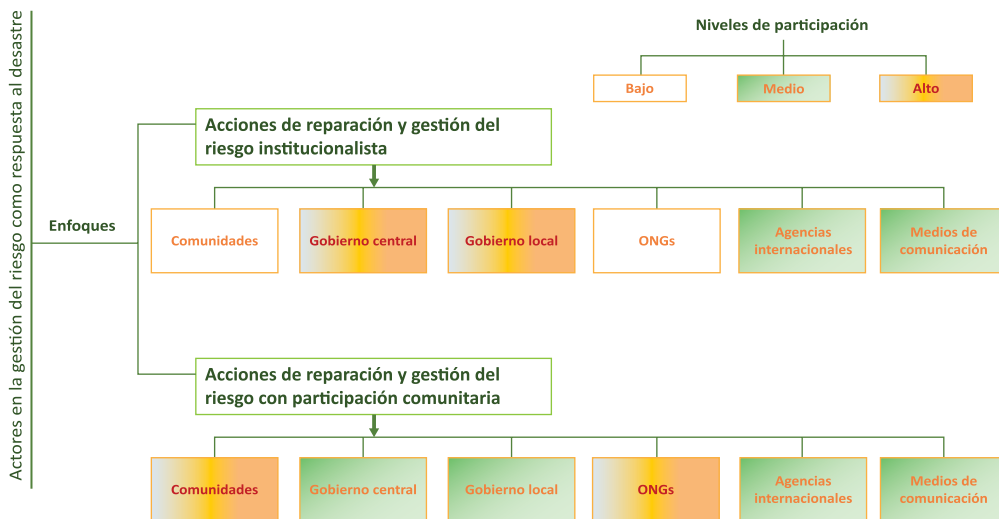 Actores en la gestión del riesgo como respuesta al desastre
Niveles de participación
Bajo
Medio
Alto
Enfoques
Acciones de reparación y gestión del
riesgo institucionalista
Comunidades
Gobierno central
Gobierno local
ONGs
Agencias
internacionales
Medios de
comunicación
Acciones de reparación y gestión del
riesgo con participación comunitaria
Comunidades
Gobierno central
Gobierno local
ONGs
Agencias
internacionales
Medios de
comunicación